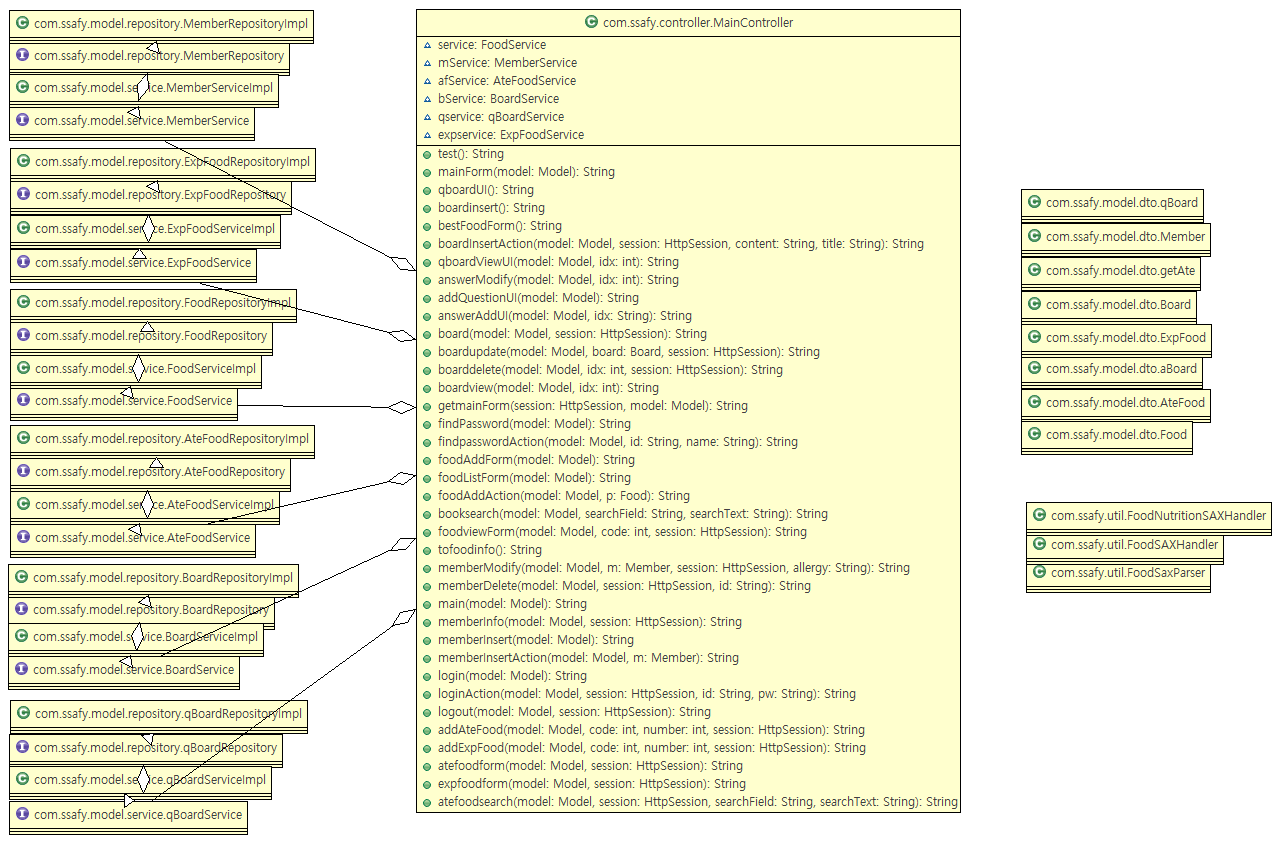 com.ssafy.model.repository.MemberRepositoryImpl
com.ssafy.model.repository.MemberRepository
com.ssafy.model.service.MemberServiceImpl
com.ssafy.model.service.MemberService
com.ssafy.model.repository.ExpFoodRepositoryImpl
com.ssafy.model.repository.ExpFoodRepository
com.ssafy.model.service.ExpFoodServiceImpl
com.ssafy.model.service.ExpFoodService
com.ssafy.model.repository.FoodRepositoryImpl
com.ssafy.model.repository.FoodRepository
com.ssafy.model.service.FoodServiceImpl
com.ssafy.model.service.FoodService
com.ssafy.model.repository.AteFoodRepositoryImpl
com.ssafy.model.repository.AteFoodRepository
com.ssafy.model.service.AteFoodServiceImpl
com.ssafy.model.service.AteFoodService
com.ssafy.model.repository.BoardRepositoryImpl
com.ssafy.model.repository.BoardRepository
com.ssafy.model.service.BoardServiceImpl
com.ssafy.model.service.BoardService
com.ssafy.model.repository.qBoardRepositoryImpl
com.ssafy.model.repository.qBoardRepository
com.ssafy.model.service.qBoardServiceImpl
com.ssafy.model.service.qBoardService
com.ssafy.controller.MainController
service: FoodService
mService: MemberService
afService: AteFoodService
bService: BoardService
qservice: qBoardService
expservice: ExpFoodService
test(): String
mainForm(model: Model): String
qboardUI(): String
boardinsert(): String
bestFoodForm(): String
boardInsertAction(model: Model, session: HttpSession, content: String, title: String): String
qboardViewUI(model: Model, idx: int): String
answerModify(model: Model, idx: int): String
addQuestionUI(model: Model): String
answerAddUI(model: Model, idx: String): String
board(model: Model, session: HttpSession): String
boardupdate(model: Model, board: Board, session: HttpSession): String
boarddelete(model: Model, idx: int, session: HttpSession): String
boardview(model: Model, idx: int): String
getmainForm(session: HttpSession, model: Model): String
findPassword(model: Model): String
findpasswordAction(model: Model, id: String, name: String): String
foodAddForm(model: Model): String
foodListForm(model: Model): String
foodAddAction(model: Model, p: Food): String
booksearch(model: Model, searchField: String, searchText: String): String
foodviewForm(model: Model, code: int, session: HttpSession): String
tofoodinfo(): String
memberModify(model: Model, m: Member, session: HttpSession, allergy: String): String
memberDelete(model: Model, session: HttpSession, id: String): String
main(model: Model): String
memberInfo(model: Model, session: HttpSession): String
memberInsert(model: Model): String
memberInsertAction(model: Model, m: Member): String
login(model: Model): String
loginAction(model: Model, session: HttpSession, id: String, pw: String): String
logout(model: Model, session: HttpSession): String
addAteFood(model: Model, code: int, number: int, session: HttpSession): String
addExpFood(model: Model, code: int, number: int, session: HttpSession): String
atefoodform(model: Model, session: HttpSession): String
expfoodform(model: Model, session: HttpSession): String
atefoodsearch(model: Model, session: HttpSession, searchField: String, searchText: String): String
com.ssafy.model.dto.qBoard
com.ssafy.model.dto.Member
com.ssafy.model.dto.getAte
com.ssafy.model.dto.Board
com.ssafy.model.dto.ExpFood
com.ssafy.model.dto.aBoard
com.ssafy.model.dto.AteFood
com.ssafy.model.dto.Food
com.ssafy.util.FoodNutritionSAXHandler
com.ssafy.util.FoodSAXHandler
com.ssafy.util.FoodSaxParser